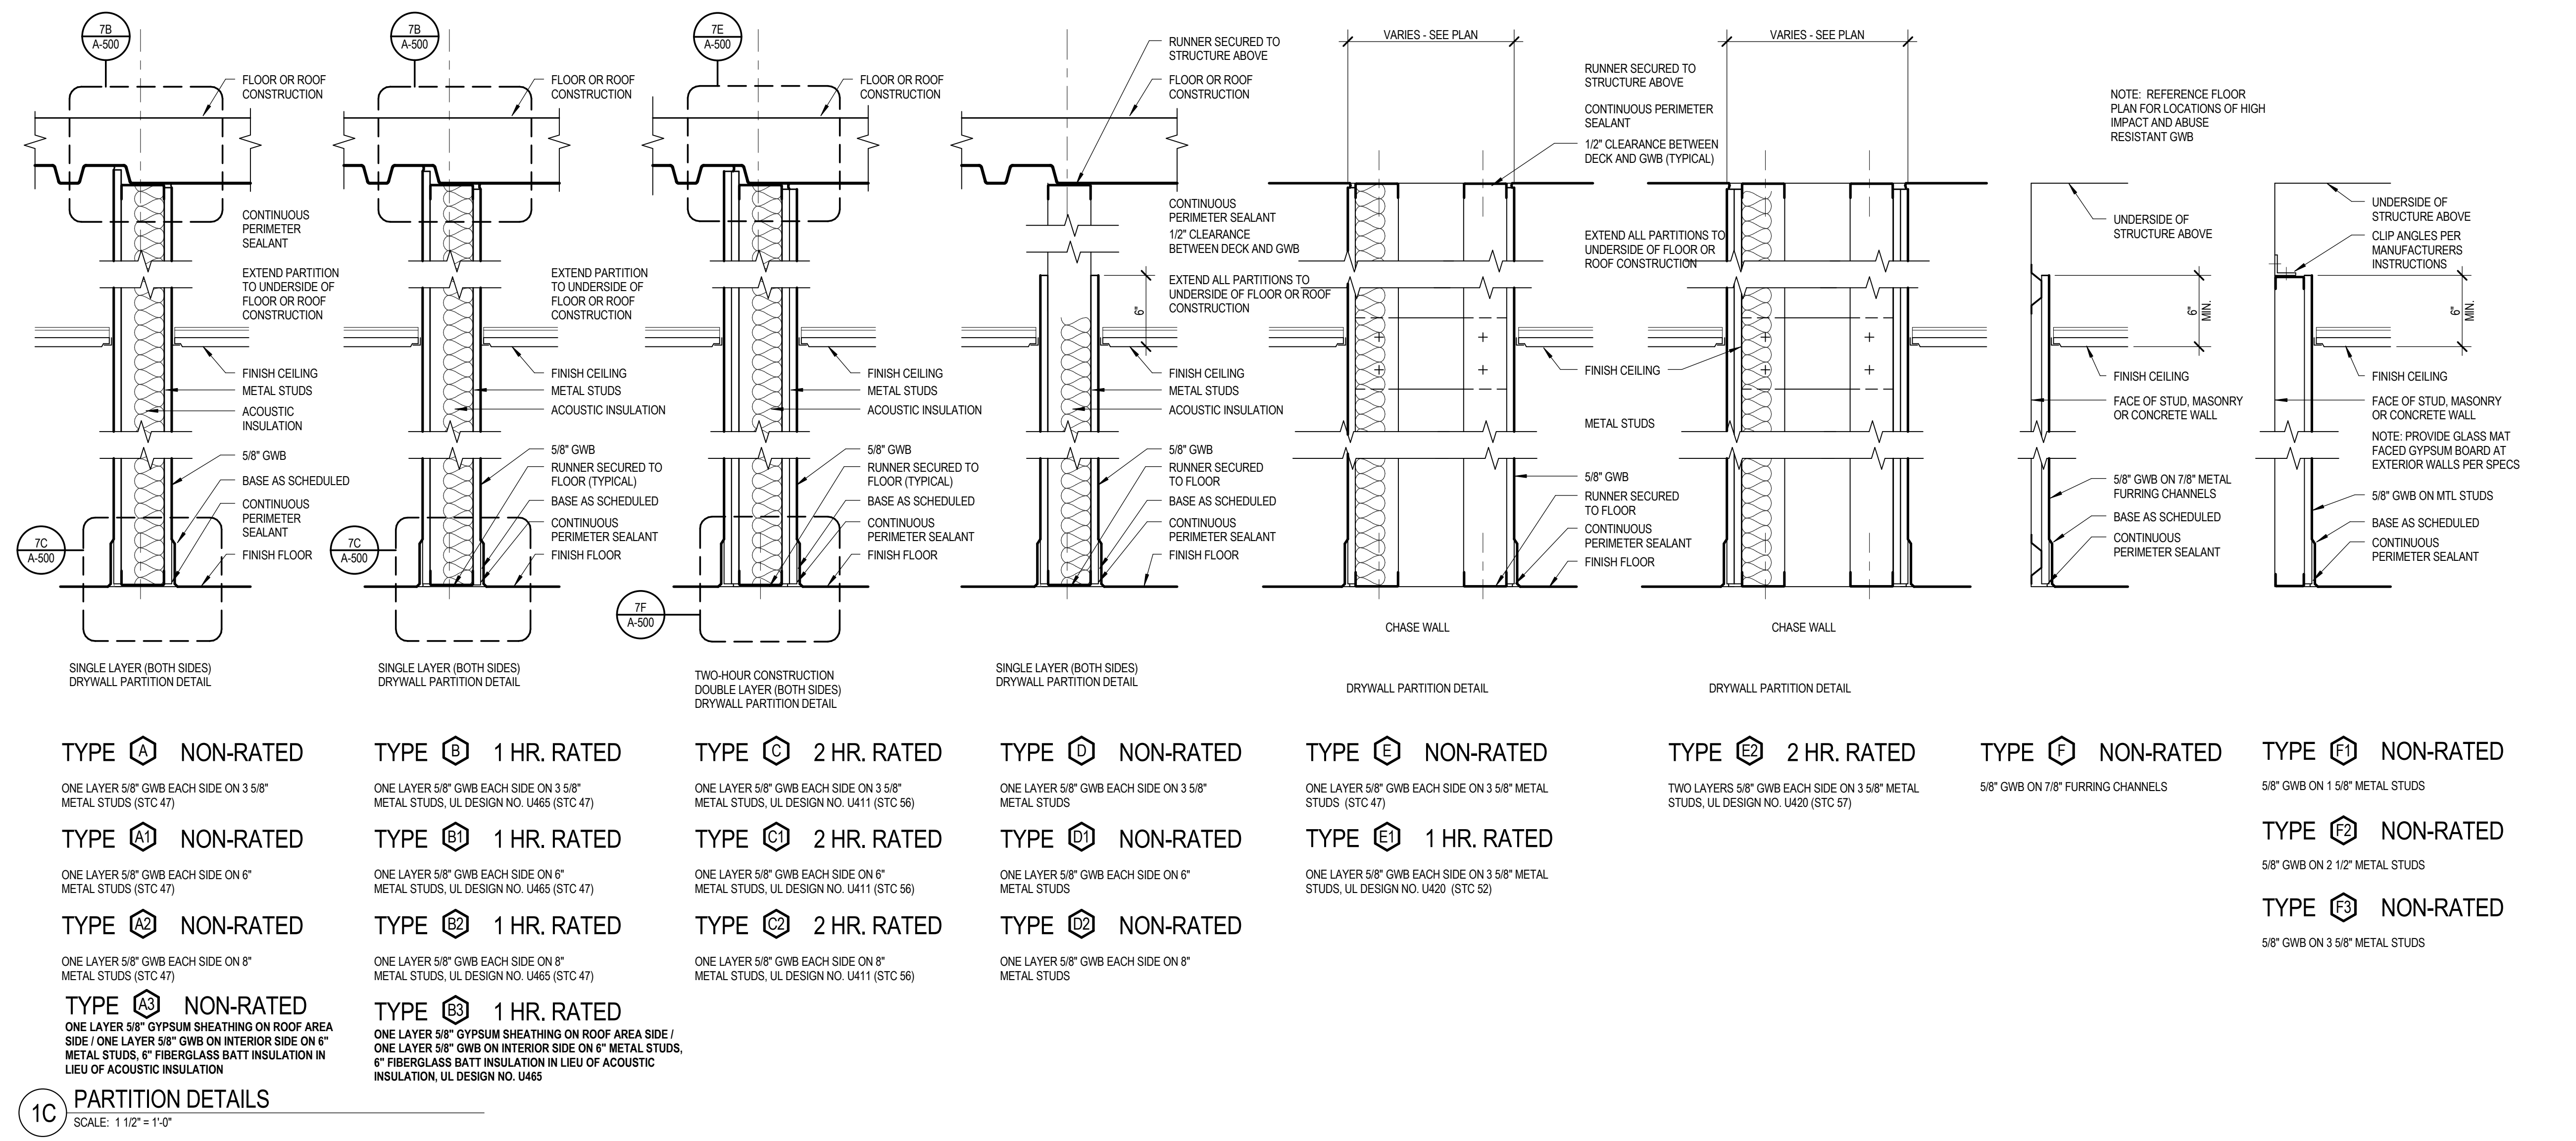 7B
A-500
FLOOR OR ROOF
CONSTRUCTION
CONTINUOUS
PERIMETER
SEALANT
EXTEND PARTITION
TO UNDERSIDE OF
FLOOR OR ROOF
CONSTRUCTION
FINISH CEILING
METAL STUDS
ACOUSTIC
INSULATION
5/8" GWB
BASE AS SCHEDULED
CONTINUOUS
PERIMETER
SEALANT
FINISH FLOOR
7C
A-500
SINGLE LAYER (BOTH SIDES)
DRYWALL PARTITION DETAIL
7B
A-500
FLOOR OR ROOF
CONSTRUCTION
EXTEND PARTITION
TO UNDERSIDE OF
FLOOR OR ROOF
CONSTRUCTION
FINISH CEILING
METAL STUDS
ACOUSTIC INSULATION
5/8" GWB
RUNNER SECURED TO
FLOOR (TYPICAL)
BASE AS SCHEDULED
CONTINUOUS
PERIMETER SEALANT
FINISH FLOOR
7C
A-500
SINGLE LAYER (BOTH SIDES)
DRYWALL PARTITION DETAIL
7E
A-500
FLOOR OR ROOF
CONSTRUCTION
FINISH CEILING
METAL STUDS
ACOUSTIC INSULATION
5/8" GWB
RUNNER SECURED TO
FLOOR (TYPICAL)
BASE AS SCHEDULED
CONTINUOUS
PERIMETER SEALANT
FINISH FLOOR
7F
A-500
TWO-HOUR CONSTRUCTION
DOUBLE LAYER (BOTH SIDES)
DRYWALL PARTITION DETAIL
RUNNER SECURED TO
STRUCTURE ABOVE
FLOOR OR ROOF
CONSTRUCTION
CONTINUOUS
PERIMETER SEALANT
1/2" CLEARANCE
BETWEEN DECK AND GWB
EXTEND ALL PARTITIONS TO
UNDERSIDE OF FLOOR OR ROOF
CONSTRUCTION
6"
FINISH CEILING
METAL STUDS
ACOUSTIC INSULATION
5/8" GWB
RUNNER SECURED
TO FLOOR
BASE AS SCHEDULED
CONTINUOUS
PERIMETER SEALANT
FINISH FLOOR
SINGLE LAYER (BOTH SIDES)
DRYWALL PARTITION DETAIL
VARIES - SEE PLAN
RUNNER SECURED TO
STRUCTURE ABOVE
CONTINUOUS PERIMETER
SEALANT
1/2" CLEARANCE BETWEEN
DECK AND GWB (TYPICAL)
EXTEND ALL PARTITIONS TO
UNDERSIDE OF FLOOR OR
ROOF CONSTRUCTION
FINISH CEILING
METAL STUDS
5/8" GWB
RUNNER SECURED
TO FLOOR
CONTINUOUS
PERIMETER SEALANT
FINISH FLOOR
CHASE WALL
DRYWALL PARTITION DETAIL
VARIES - SEE PLAN
CHASE WALL
DRYWALL PARTITION DETAIL
NOTE: REFERENCE FLOOR
PLAN FOR LOCATIONS OF HIGH
IMPACT AND ABUSE
RESISTANT GWB
UNDERSIDE OF
STRUCTURE ABOVE
6"
MIN.
FINISH CEILING
FACE OF STUD, MASONRY
OR CONCRETE WALL
5/8" GWB ON 7/8" METAL
FURRING CHANNELS
BASE AS SCHEDULED
CONTINUOUS
PERIMETER SEALANT
UNDERSIDE OF
STRUCTURE ABOVE
CLIP ANGLES PER
MANUFACTURERS
INSTRUCTIONS
6"
MIN.
FINISH CEILING
FACE OF STUD, MASONRY
OR CONCRETE WALL
NOTE: PROVIDE GLASS MAT
FACED GYPSUM BOARD AT
EXTERIOR WALLS PER SPECS
5/8" GWB ON MTL STUDS
BASE AS SCHEDULED
CONTINUOUS
PERIMETER SEALANT
TYPE A NON-RATED
ONE LAYER 5/8" GWB EACH SIDE ON 3 5/8"
METAL STUDS (STC 47)
TYPE A1 NON-RATED
ONE LAYER 5/8" GWB EACH SIDE ON 6"
METAL STUDS (STC 47)
TYPE A2 NON-RATED
ONE LAYER 5/8" GWB EACH SIDE ON 8"
METAL STUDS (STC 47)
TYPE A3 NON-RATED
ONE LAYER 5/8" GYPSUM SHEATHING ON ROOF AREA
SIDE / ONE LAYER 5/8" GWB ON INTERIOR SIDE ON 6"
METAL STUDS, 6" FIBERGLASS BATT INSULATION IN
LIEU OF ACOUSTIC INSULATION
TYPE B 1 HR. RATED
ONE LAYER 5/8" GWB EACH SIDE ON 3 5/8"
METAL STUDS, UL DESIGN NO. U465 (STC 47)
TYPE B1 1 HR. RATED
ONE LAYER 5/8" GWB EACH SIDE ON 6"
METAL STUDS, UL DESIGN NO. U465 (STC 47)
TYPE B2 1 HR. RATED
ONE LAYER 5/8" GWB EACH SIDE ON 8"
METAL STUDS, UL DESIGN NO. U465 (STC 47)
TYPE B3 1 HR. RATED
ONE LAYER 5/8" GYPSUM SHEATHING ON ROOF AREA SIDE /
ONE LAYER 5/8" GWB ON INTERIOR SIDE ON 6" METAL STUDS,
6" FIBERGLASS BATT INSULATION IN LIEU OF ACOUSTIC
INSULATION, UL DESIGN NO. U465
TYPE C 2 HR. RATED
ONE LAYER 5/8" GWB EACH SIDE ON 3 5/8"
METAL STUDS, UL DESIGN NO. U411 (STC 56)
TYPE C1 2 HR. RATED
ONE LAYER 5/8" GWB EACH SIDE ON 6"
METAL STUDS, UL DESIGN NO. U411 (STC 56)
TYPE C2 2 HR. RATED
ONE LAYER 5/8" GWB EACH SIDE ON 8"
METAL STUDS, UL DESIGN NO. U411 (STC 56)
TYPE D NON-RATED
ONE LAYER 5/8" GWB EACH SIDE ON 3 5/8"
METAL STUDS
TYPE D1 NON-RATED
ONE LAYER 5/8" GWB EACH SIDE ON 6"
METAL STUDS
TYPE D2 NON-RATED
ONE LAYER 5/8" GWB EACH SIDE ON 8"
METAL STUDS
TYPE E NON-RATED
ONE LAYER 5/8" GWB EACH SIDE ON 3 5/8" METAL
STUDS (STC 47)
TYPE E1 1 HR. RATED
ONE LAYER 5/8" GWB EACH SIDE ON 3 5/8" METAL
STUDS, UL DESIGN NO. U420 (STC 52)
TYPE E2 2 HR. RATED
TWO LAYERS 5/8" GWB EACH SIDE ON 3 5/8" METAL
STUDS, UL DESIGN NO. U420 (STC 57)
TYPE F NON-RATED
5/8" GWB ON 7/8" FURRING CHANNELS
TYPE F1 NON-RATED
5/8" GWB ON 1 5/8" METAL STUDS
TYPE F2 NON-RATED
5/8" GWB ON 2 1/2" METAL STUDS
TYPE F3 NON-RATED
5/8" GWB ON 3 5/8" METAL STUDS
1C
PARTITION DETAILS
SCALE: 1 1/2" = 1'-0"